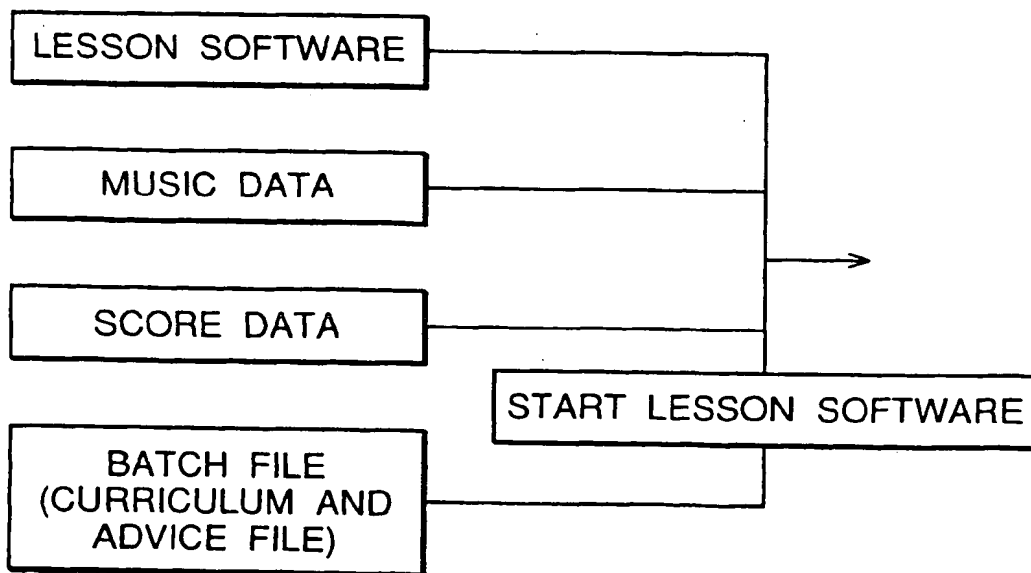 LESSON SOFTWARE
MUSIC DATA
SCORE DATA
START LESSON SOFTWARE
BATCH FILE
(CURRICULUM AND
ADVICE FILE)